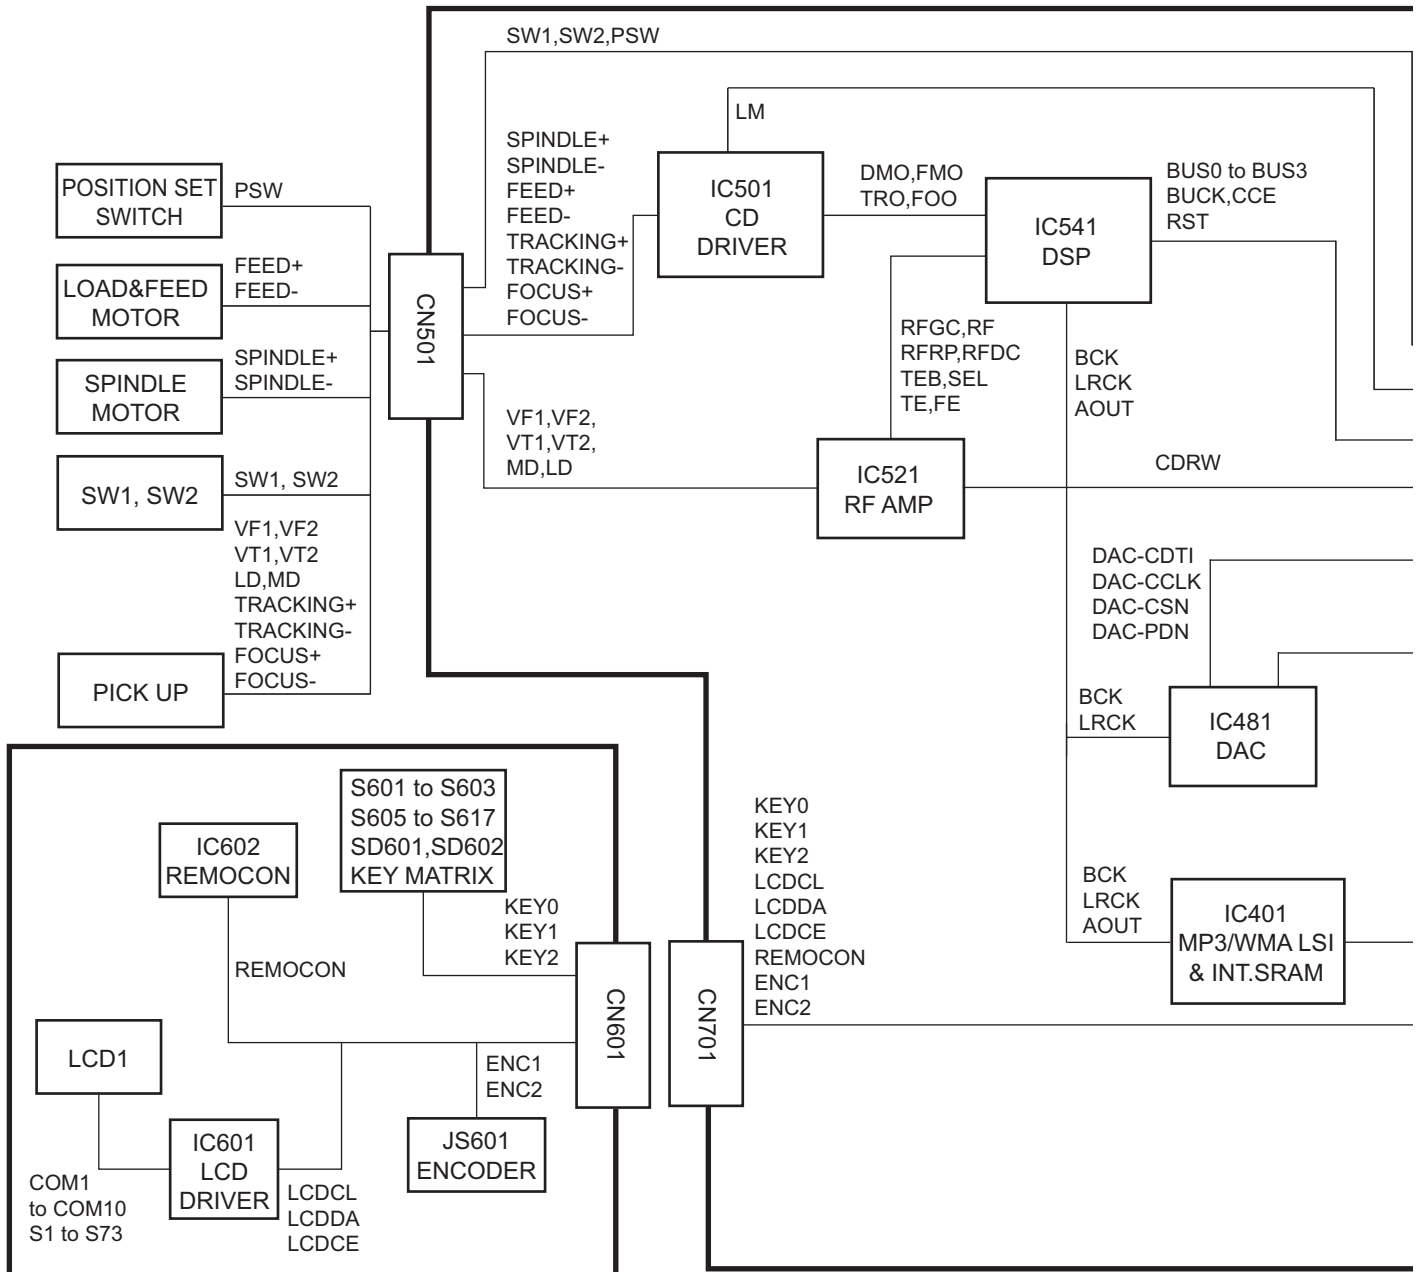 SW1,SW2,PSW
LM
SPINDLE+
SPINDLE-
FEED+
FEED-
TRACKING+
TRACKING-
FOCUS+
FOCUS-
IC501
CD
DRIVER
DMO,FMO
TRO,FOO
IC541
DSP
BUS0 to BUS3
BUCK,CCE
RST
POSITION SET
SWITCH
PSW
LOAD&FEED
MOTOR
FEED+
FEED-
SPINDLE
MOTOR
SPINDLE+
SPINDLE-
SW1, SW2
SW1, SW2
VF1,VF2
VT1,VT2
LD,MD
TRACKING+
TRACKING-
FOCUS+
FOCUS-
PICK UP
CN501
VF1,VF2,
VT1,VT2,
MD,LD
RFGC,RF
RFRP,RFDC
TEB,SEL
TE,FE
IC521
RF AMP
BCK
LRCK
AOUT
CDRW
DAC-CDTI
DAC-CCLK
DAC-CSN
DAC-PDN
BCK
LRCK
IC481
DAC
BCK
LRCK
AOUT
IC401
MP3/WMA LSI
& INT.SRAM
S601 to S603
S605 to S617
SD601,SD602
KEY MATRIX
IC602
REMOCON
KEY0
KEY1
KEY2
REMOCON
CN601
CN701
KEY0
KEY1
KEY2
LCDCL
LCDDA
LCDCE
REMOCON
ENC1
ENC2
LCD1
ENC1
ENC2
IC601
LCD
DRIVER
JS601
ENCODER
COM1
to COM10
S1 to S73
LCDCL
LCDDA
LCDCE